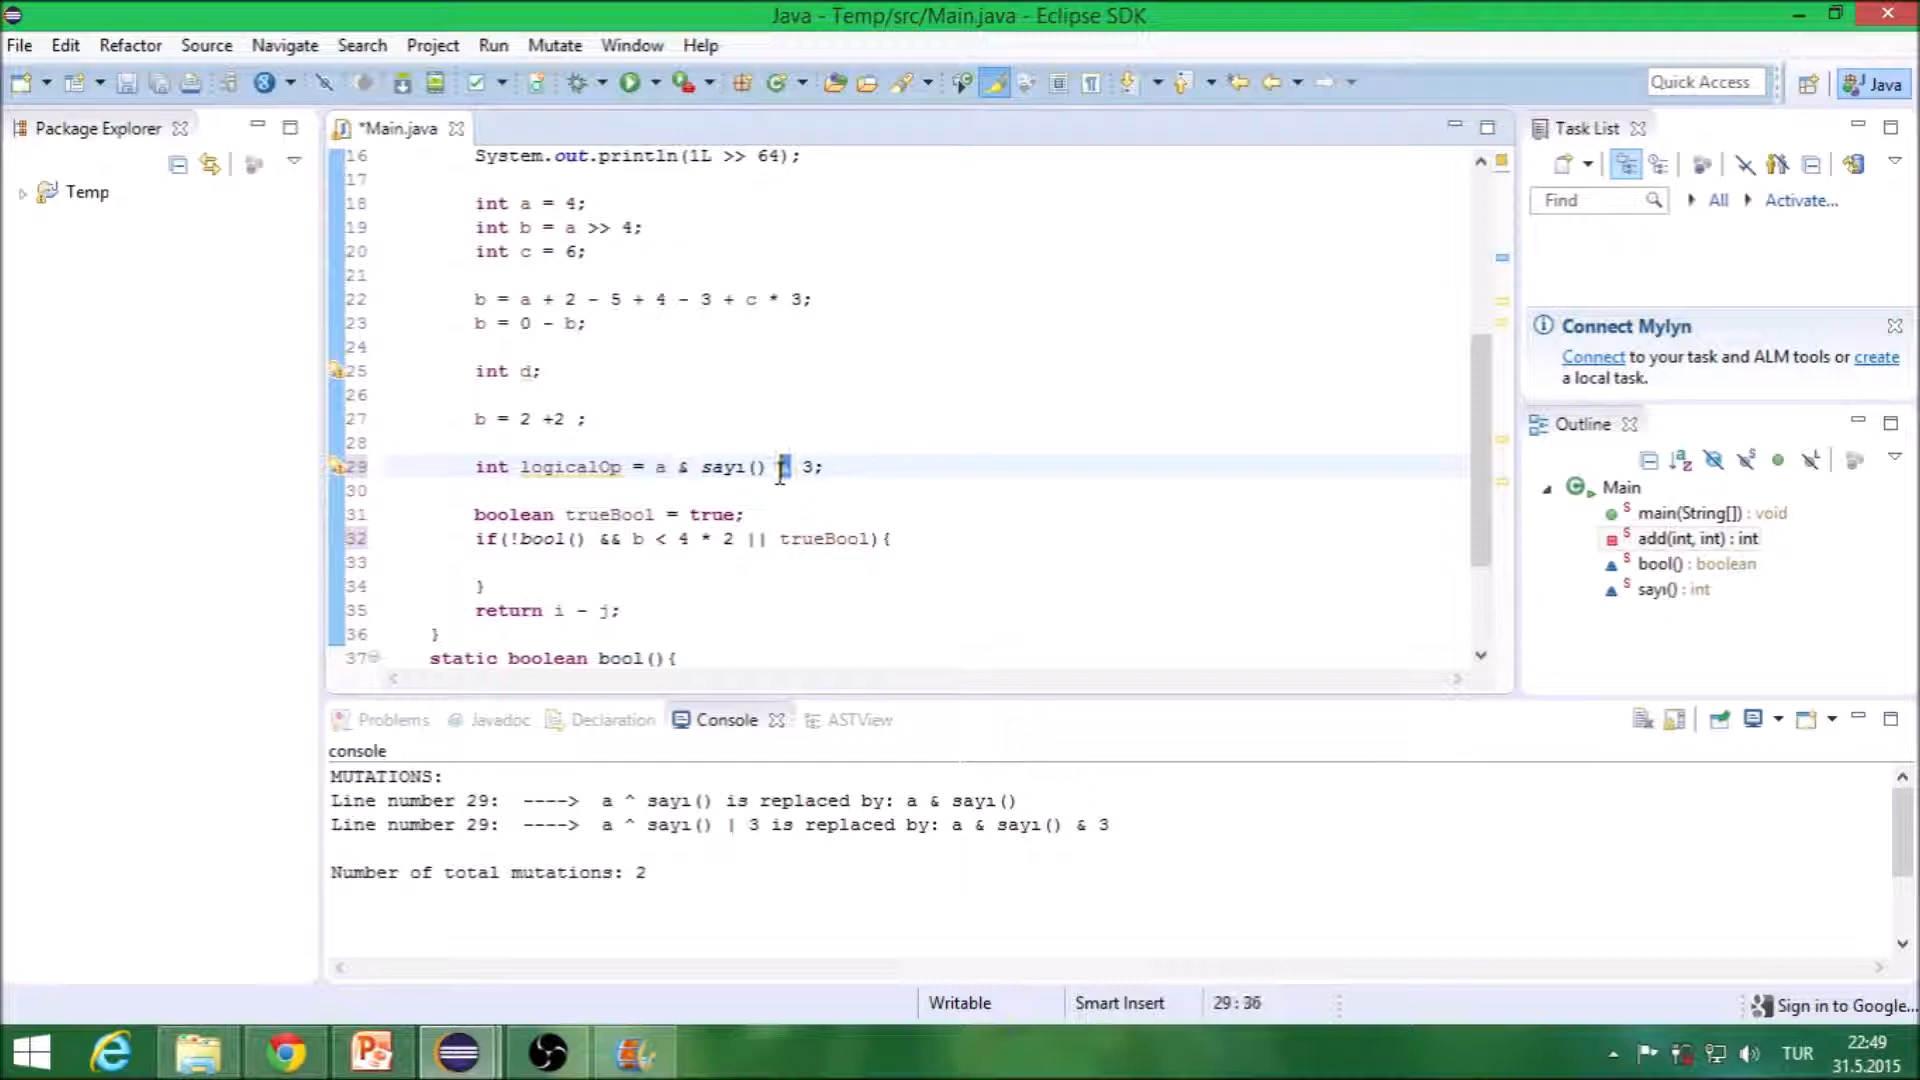 Java - Temp/src/Main.java - Eclipse SDK
File Edit Refactor Source Navigate Search Project Run Mutate Window Help
Quick Access
Java
Package Explorer
Temp
*Main.java
16 System.out.println(1L >> 64);
17
18 int a = 4;
19 int b = a >> 4;
20 int c = 6;
21
22 b = a + 2 - 5 + 4 - 3 + c * 3;
23 b = 0 - b;
24
25 int d;
26
27 b = 2 +2 ;
28
29 int logicalOp = a & sayı() 3;
30
31 boolean trueBool = true;
32 if(!bool() && b < 4 * 2 || trueBool){
33
34 }
35 return i - j;
36 }
37 static boolean bool(){
Task List
Find
All
Activate...
Connect Mylyn
Connect to your task and ALM tools or create
a local task.
Outline
Main
main(String[]) : void
add(int, int) : int
bool() : boolean
sayı() : int
Problems Javadoc Declaration Console ASTView
console
MUTATIONS:
Line number 29: ----> a ^ sayı() is replaced by: a & sayı()
Line number 29: ----> a ^ sayı() | 3 is replaced by: a & sayı() & 3
Number of total mutations: 2
Writable
Smart Insert
29 : 36
Sign in to Google...
TUR
22:49
31.5.2015